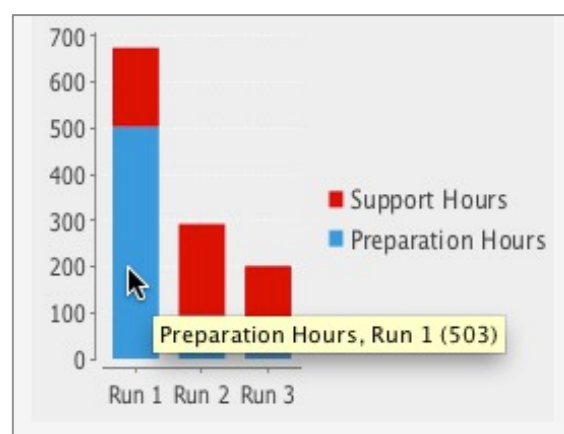 700
600
500
400
300
200
100
0
Support Hours
Preparation Hours
Preparation Hours, Run 1 (503)
Run 1 Run 2 Run 3